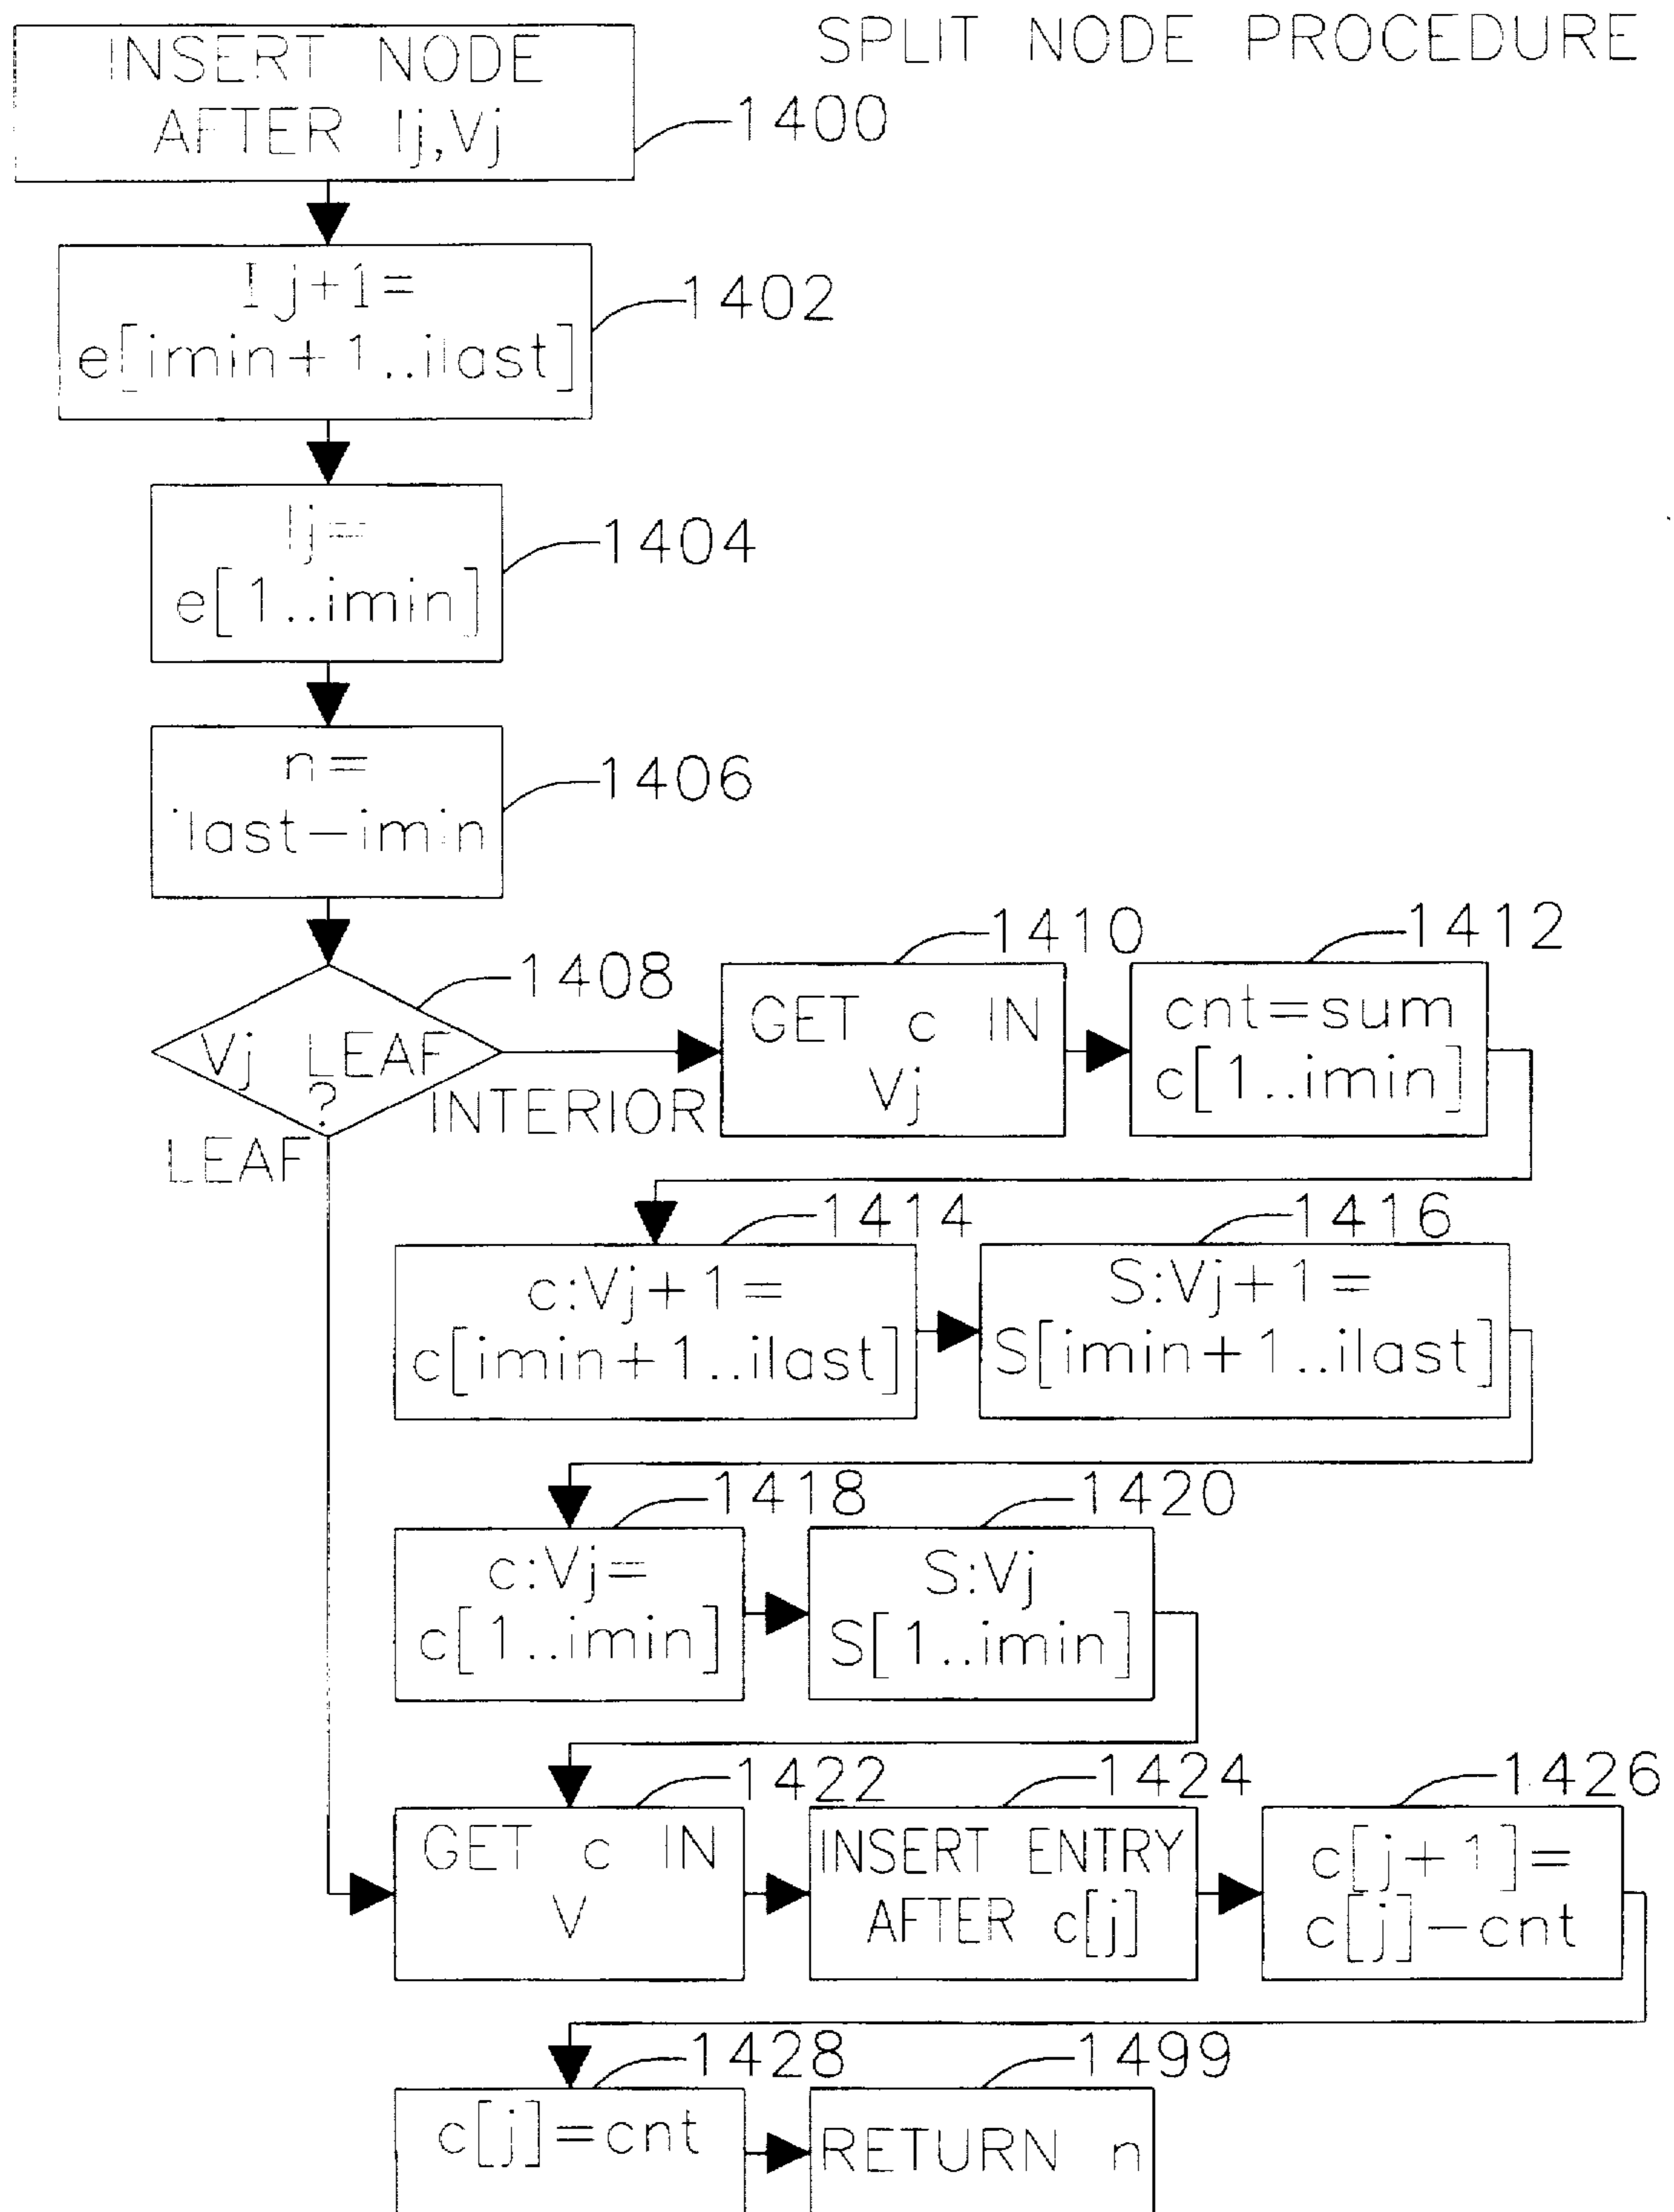 SPLIT NODE PROCEDURE
INSERT NODE
AFTER Ij,Vj
1400
Ij+1=
e[imin+1..ilast]
1402
Ij=
e[1..imin]
1404
n=
ilast-imin
1406
Vj LEAF
?
1408
INTERIOR
LEAF
GET c IN
Vj
1410
cnt=sum
c[1..imin]
1412
c:Vj+1=
c[imin+1..ilast]
1414
S:Vj+1=
S[imin+1..ilast]
1416
c:Vj=
c[1..imin]
1418
S:Vj
S[1..imin]
1420
GET c IN
V
1422
INSERT ENTRY
AFTER c[j]
1424
c[j+1]=
c[j]-cnt
1426
c[j]=cnt
1428
RETURN n
1499